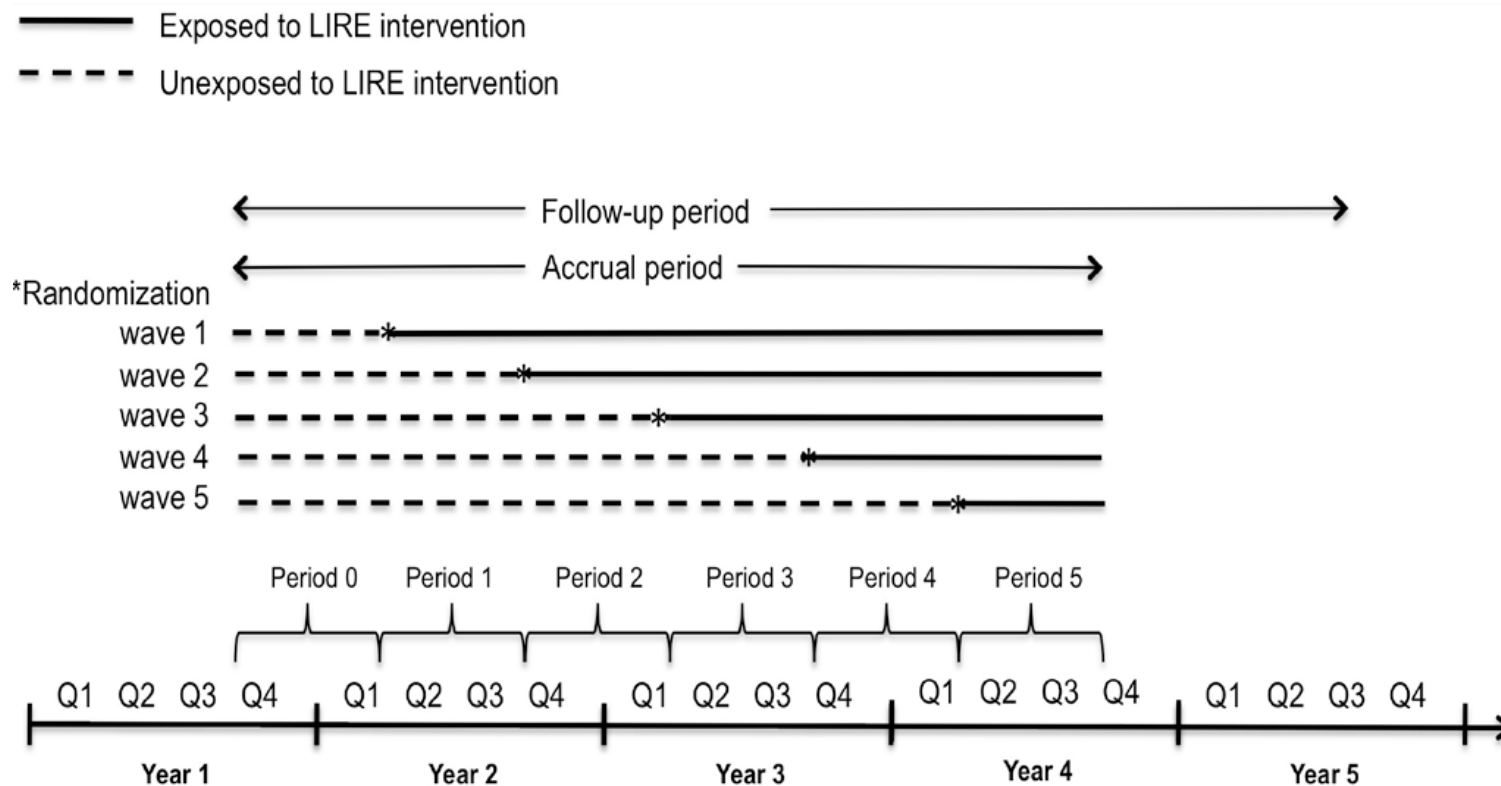 Exposed to LIRE intervention
Unexposed to LIRE intervention
Follow-up period
Accrual period
*Randomization
wave 1
wave 2
wave 3
wave 4
wave 5
Period 0 Period 1 Period 2 Period 3 Period 4 Period 5
Q1 Q2 Q3 Q4 Q1 Q2 Q3 Q4 Q1 Q2 Q3 Q4 Q1 Q2 Q3 Q4 Q1 Q2 Q3 Q4
Year 1 Year 2 Year 3 Year 4 Year 5